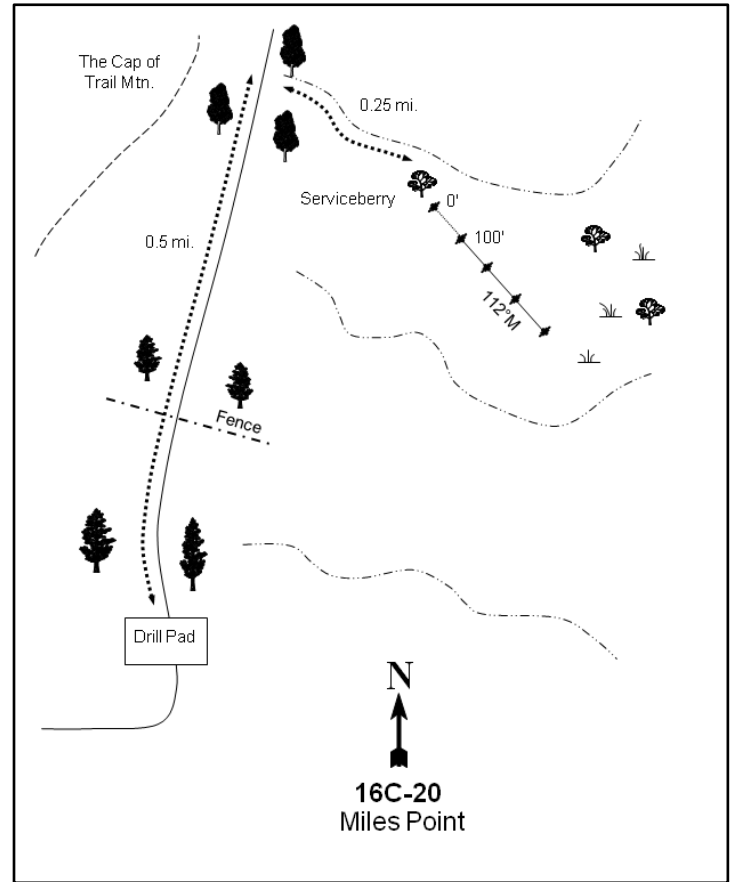 The Cap of
Trail Mtn.
0.25 mi.
Serviceberry
0'
100'
0.5 mi.
112°M
Fence
Drill Pad
N
16C-20
Miles Point